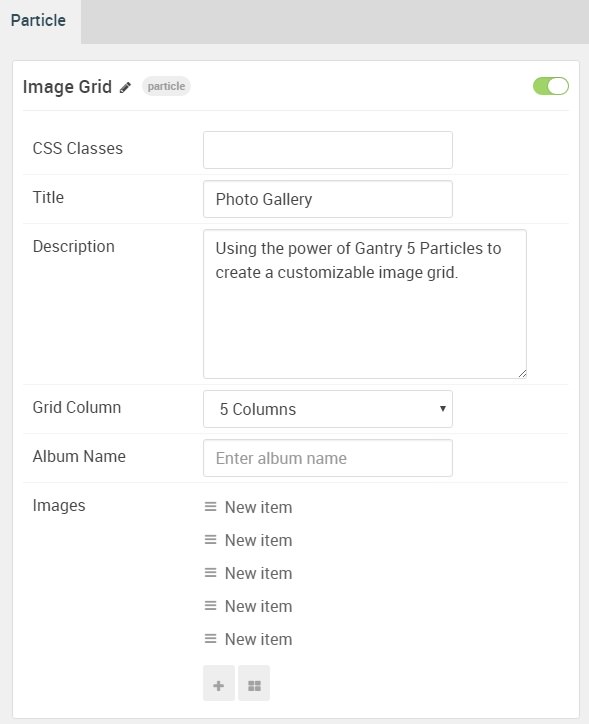 Particle
Image Grid particle
CSS Classes
Title Photo Gallery
Description Using the power of Gantry 5 Particles to
create a customizable image grid.
Grid Column 5 Columns
Album Name Enter album name
Images New item
New item
New item
New item
New item